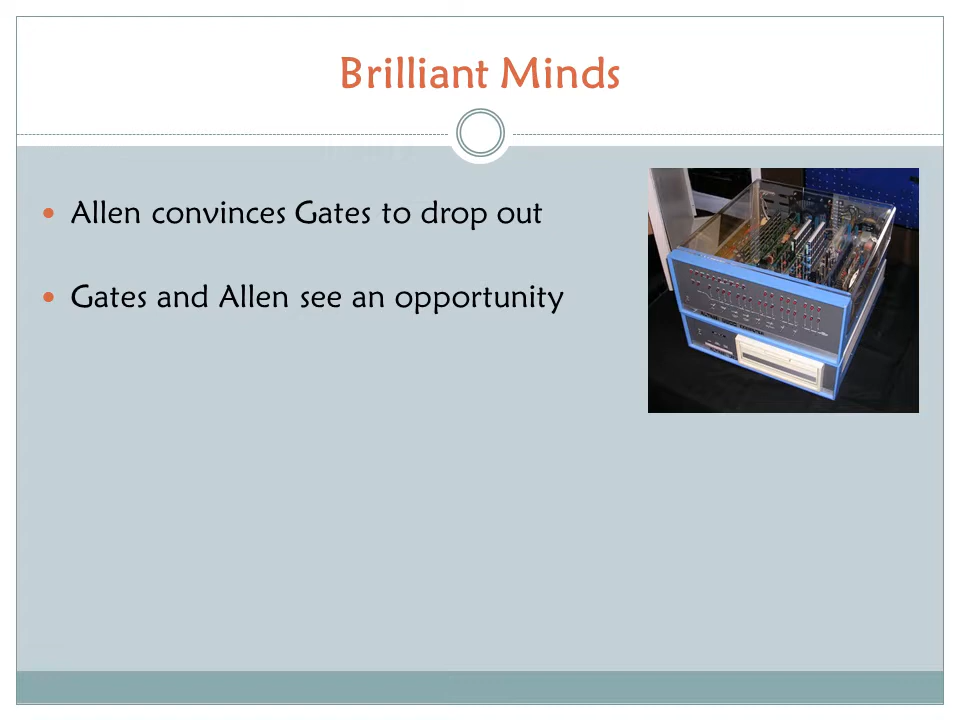 Brilliant Minds
Allen convinces Gates to drop out
Gates and Allen see an opportunity